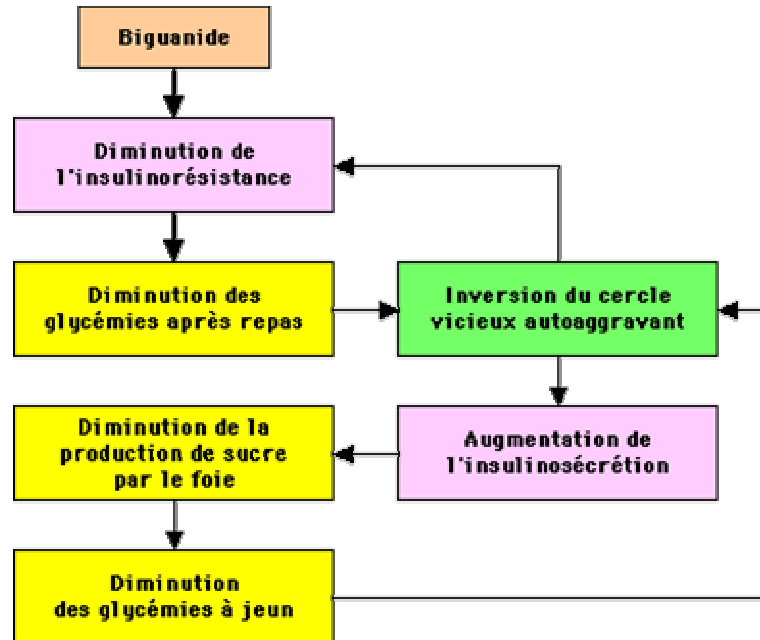 Biguanide
Diminution de
l'insulinorésistance
Diminution des
glycémies après repas
Inversion du cercle
vicieux autoaggravant
Diminution de la
production de sucre
par le foie
Augmentation de
l'insulinosécrétion
Diminution
des glycémies à jeun